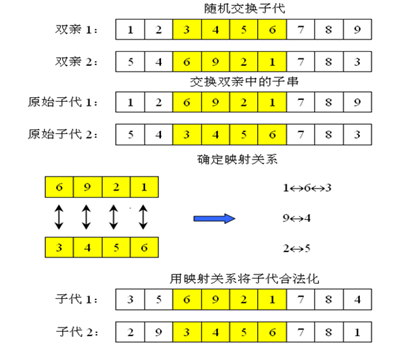 随机交换子代
双亲 1： 1 2 3 4 5 6 7 8 9
双亲 2： 5 4 6 9 2 1 7 8 3
交换双亲中的子串
原始子代 1： 1 2 6 9 2 1 7 8 9
原始子代 2： 5 4 3 4 5 6 7 8 3
确定映射关系
6 9 2 1
1↔6↔3
9↔4
3 4 5 6
2↔5
用映射关系将子代合法化
子代 1： 3 5 6 9 2 1 7 8 4
子代 2： 2 9 3 4 5 6 7 8 1